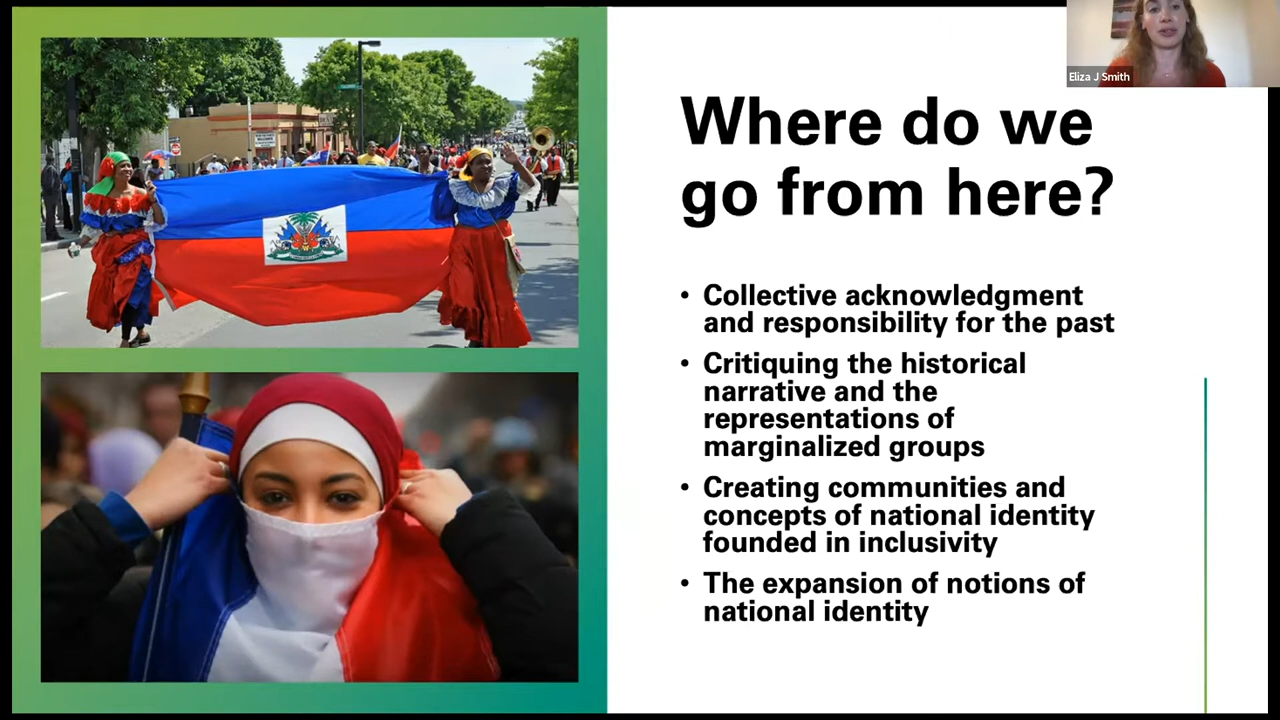 Eliza J Smith
Where do we
go from here?
• Collective acknowledgment
and responsibility for the past
• Critiquing the historical
narrative and the
representations of
marginalized groups
• Creating communities and
concepts of national identity
founded in inclusivity
• The expansion of notions of
national identity